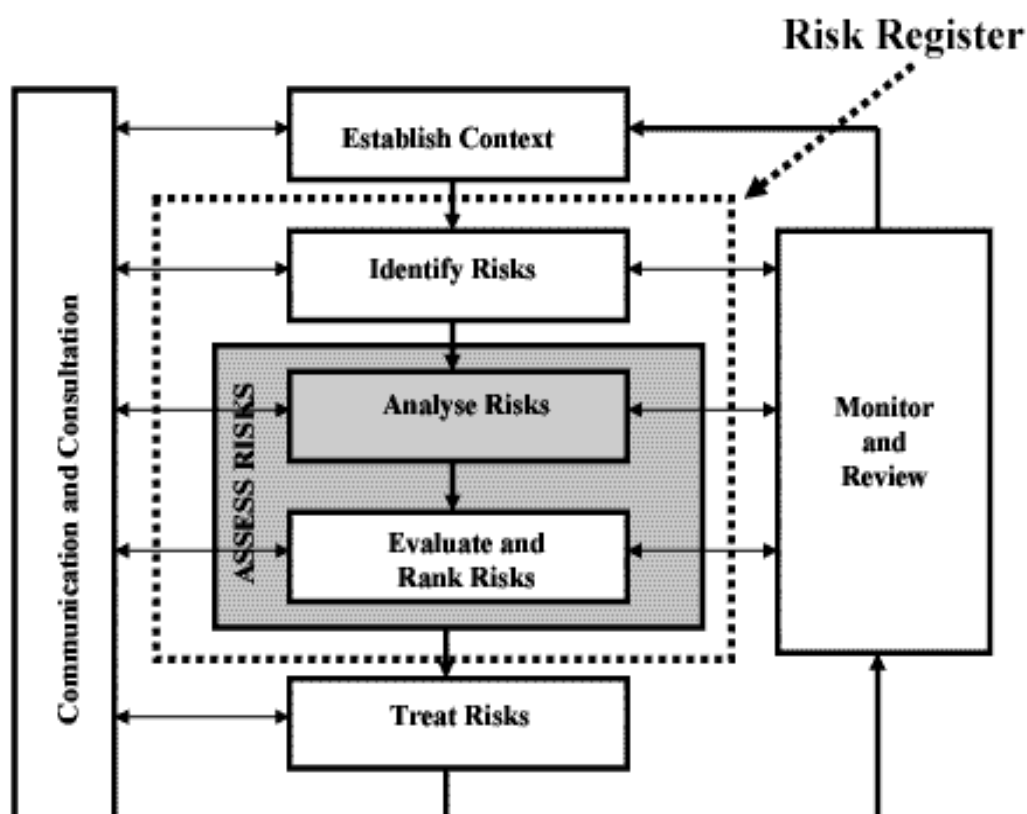 Risk Register
Establish Context
Identify Risks
Communication and Consultation
ASSESS RISKS
Analyse Risks
Monitor
and
Review
Evaluate and
Rank Risks
Treat Risks